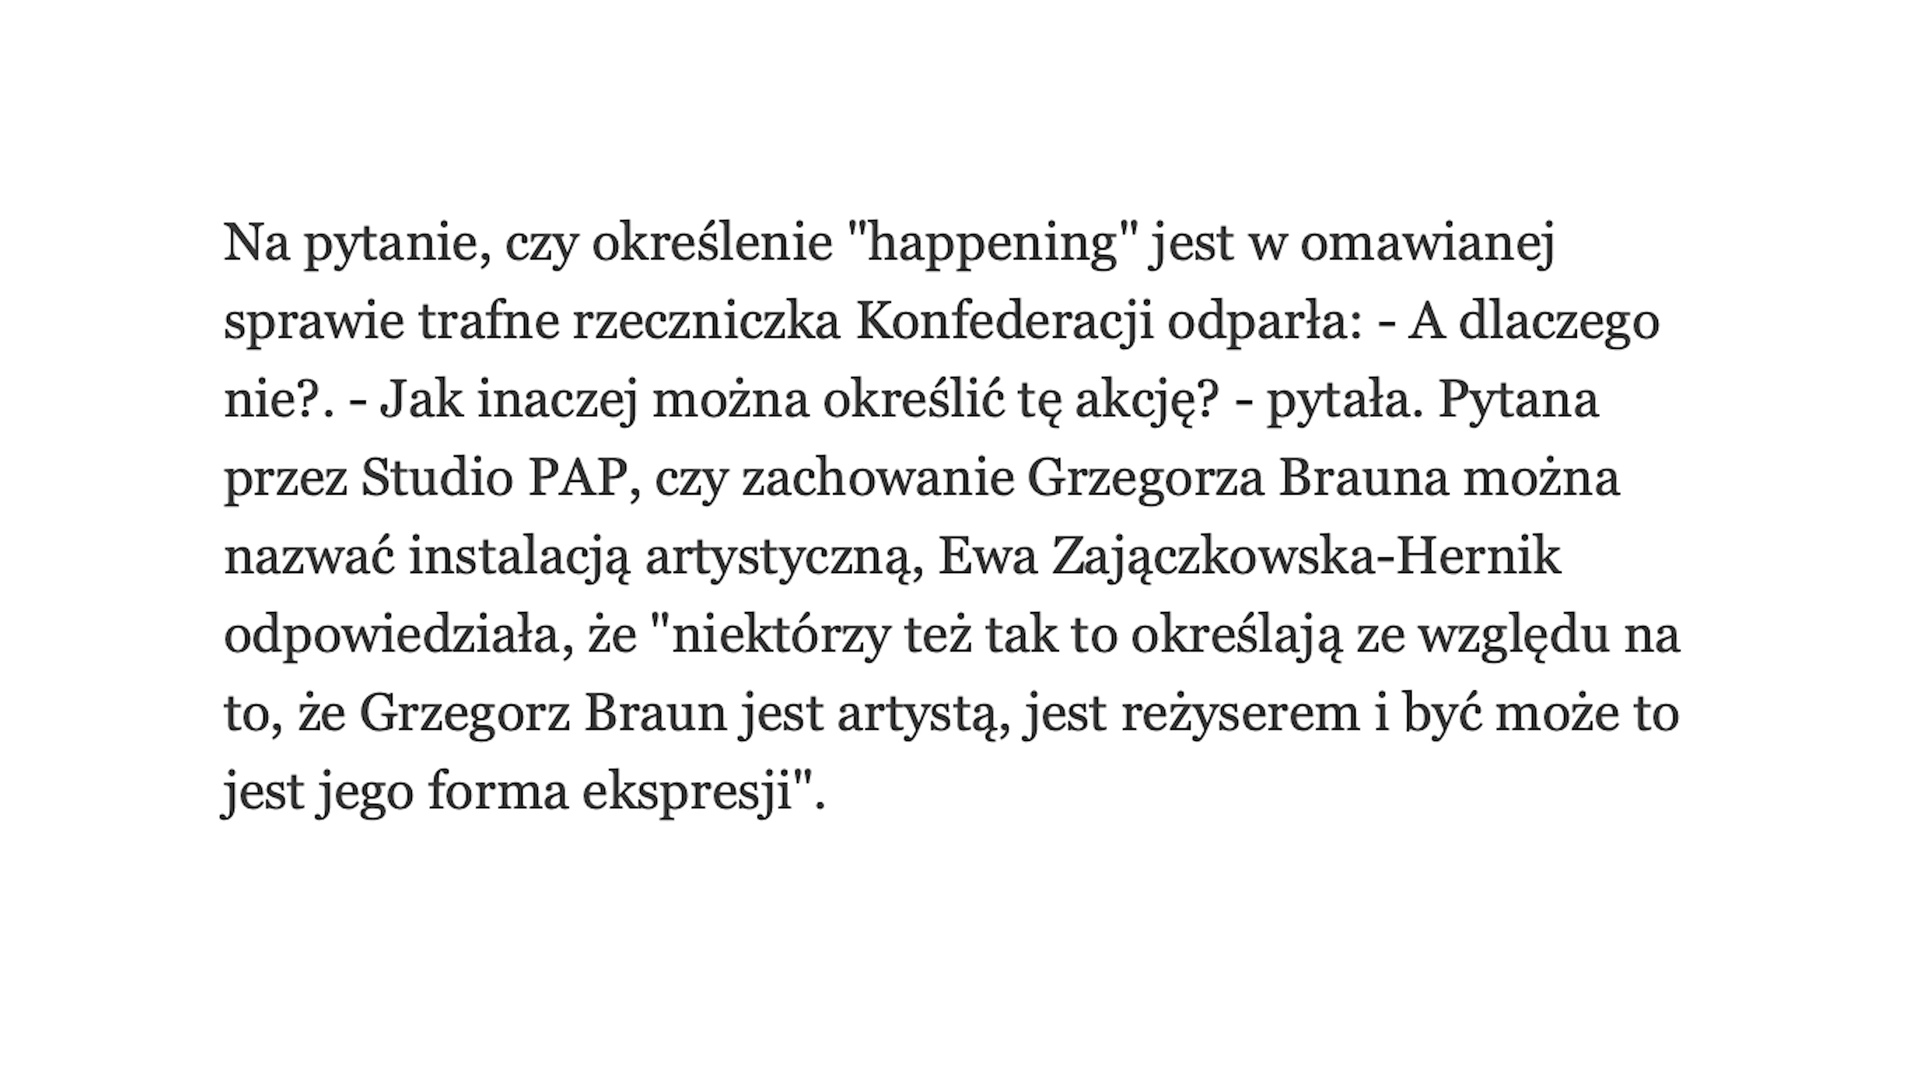 Na pytanie, czy określenie "happening" jest w omawianej
sprawie trafne rzeczniczka Konfederacji odparła: - A dlaczego
nie?. - Jak inaczej można określić tę akcję? - pytała. Pytana
przez Studio PAP, czy zachowanie Grzegorza Brauna można
nazwać instalacją artystyczną, Ewa Zajączkowska-Hernik
odpowiedziała, że "niektórzy też tak to określają ze względu na
to, że Grzegorz Braun jest artystą, jest reżyserem i być może to
jest jego forma ekspresji".